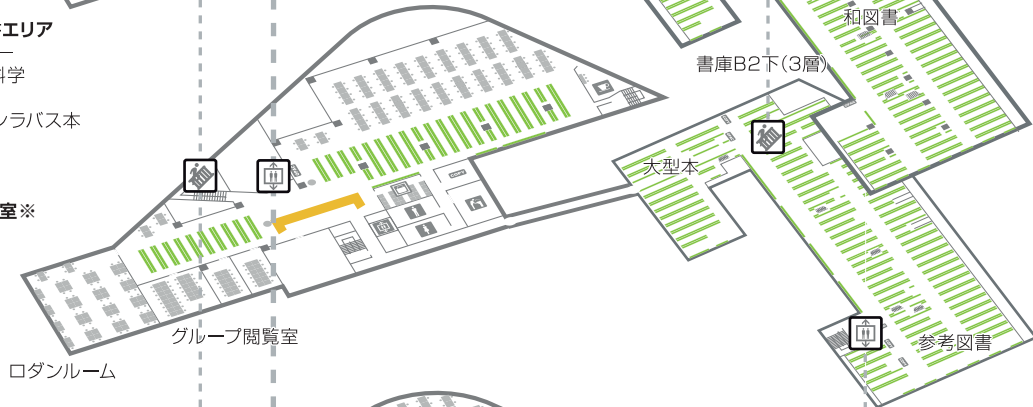 エリア
和図書
科学
書庫B2下(3層)
シラバス本
大型本
COPY
室※
グループ閲覧室
参考図書
ロダンルーム